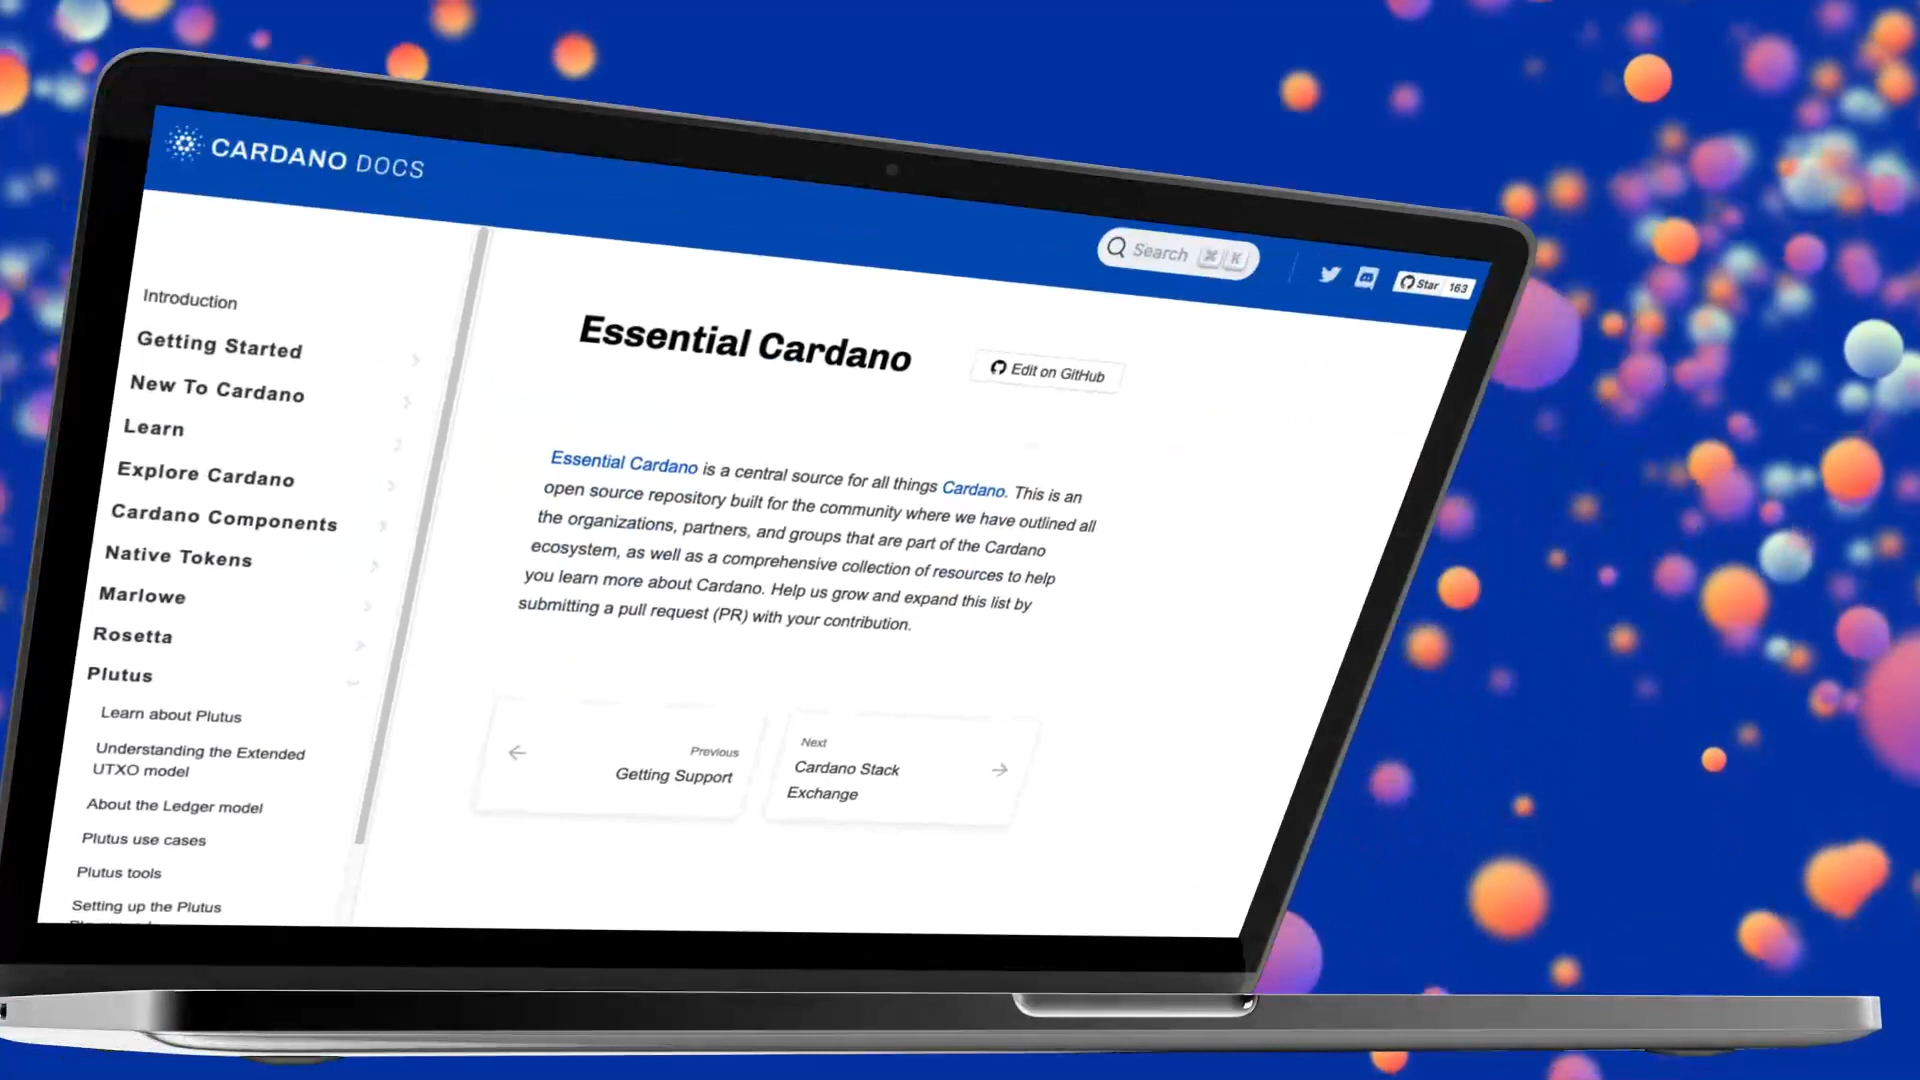 CARDANO DOCS
Search ⌘ K
Star 163
Introduction
Getting Started
New To Cardano
Learn
Explore Cardano
Cardano Components
Native Tokens
Marlowe
Rosetta
Plutus
Learn about Plutus
Understanding the Extended
UTXO model
About the Ledger model
Plutus use cases
Plutus tools
Setting up the Plutus
Essential Cardano
Edit on GitHub
Essential Cardano is a central source for all things Cardano. This is an
open source repository built for the community where we have outlined all
the organizations, partners, and groups that are part of the Cardano
ecosystem, as well as a comprehensive collection of resources to help
you learn more about Cardano. Help us grow and expand this list by
submitting a pull request (PR) with your contribution.
Previous
Getting Support
Next
Cardano Stack
Exchange